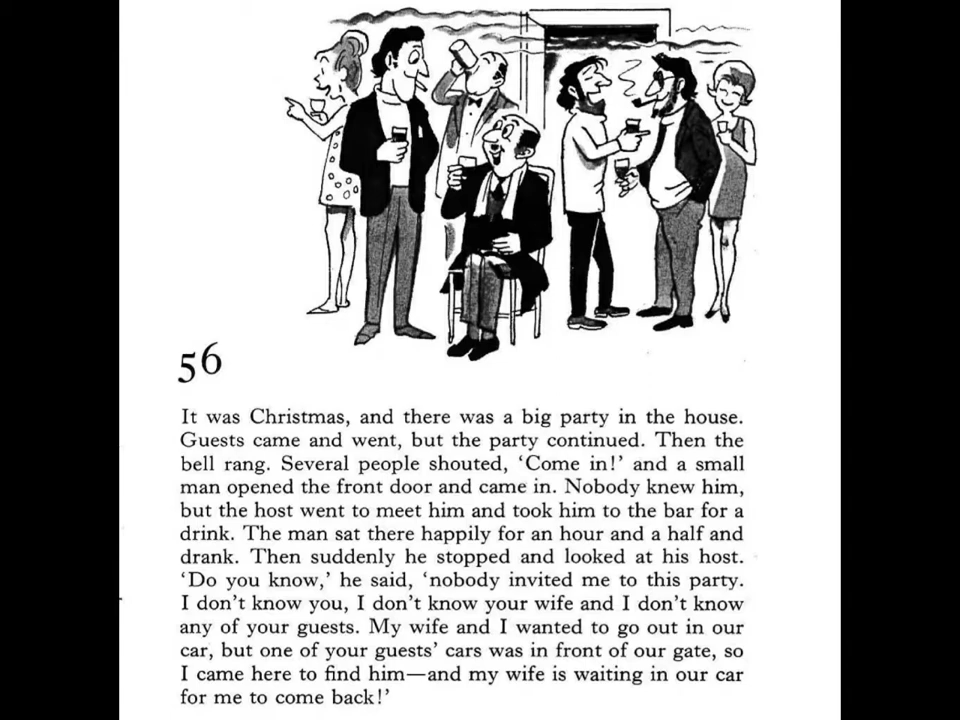 56
It was Christmas, and there was a big party in the house.
Guests came and went, but the party continued. Then the
bell rang. Several people shouted, ‘Come in!’ and a small
man opened the front door and came in. Nobody knew him,
but the host went to meet him and took him to the bar for a
drink. The man sat there happily for an hour and a half and
drank. Then suddenly he stopped and looked at his host.
‘Do you know,’ he said, ‘nobody invited me to this party.
I don’t know you, I don’t know your wife and I don’t know
any of your guests. My wife and I wanted to go out in our
car, but one of your guests’ cars was in front of our gate, so
I came here to find him—and my wife is waiting in our car
for me to come back!’